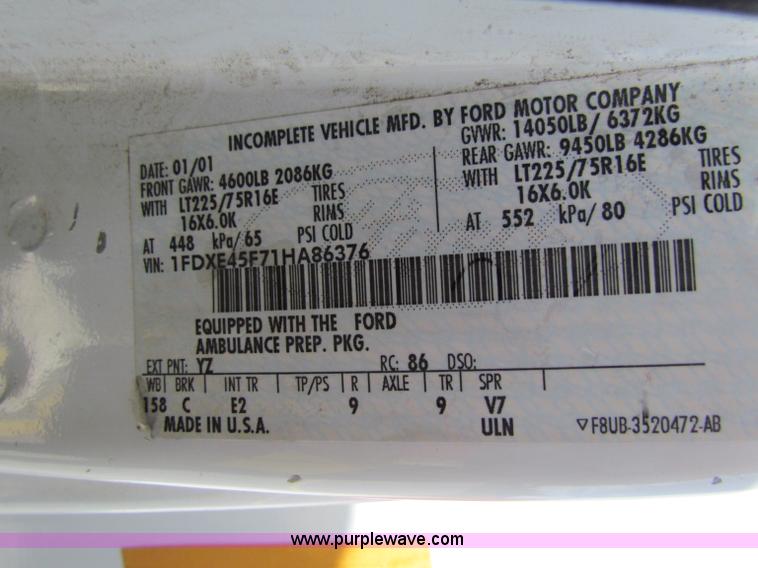 INCOMPLETE VEHICLE MFD. BY FORD MOTOR COMPANY
DATE: 01/01 GVWR: 14050LB/ 6372KG
FRONT GAWR: 4600LB 2086KG REAR GAWR: 9450LB 4286KG
WITH LT225/75R16E TIRES WITH LT225/75R16E TIRES
16X6.0K RIMS 16X6.0K RIMS
AT 448 kPa/ 65 PSI COLD AT 552 kPa/ 80 PSI COLD
VIN: 1FDXE45F71HA86376
EQUIPPED WITH THE FORD
AMBULANCE PREP. PKG.
EXT PNT: YZ RC: 86 DSO:
WB BRK INT TR TP/PS R AXLE TR SPR
158 C E2 9 9 V7
MADE IN U.S.A. ULN ▽F8UB-3520472-AB
www.purplewave.com